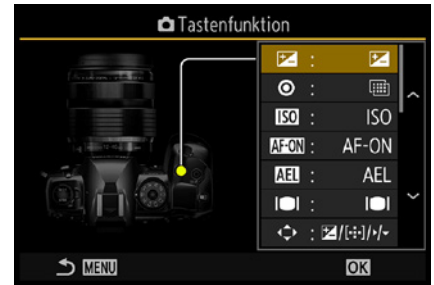 Tastenfunktion
:
:
ISO : ISO
AF-ON : AF-ON
AEL : AEL
:
: /[·:·]/›/▾
MENU OK